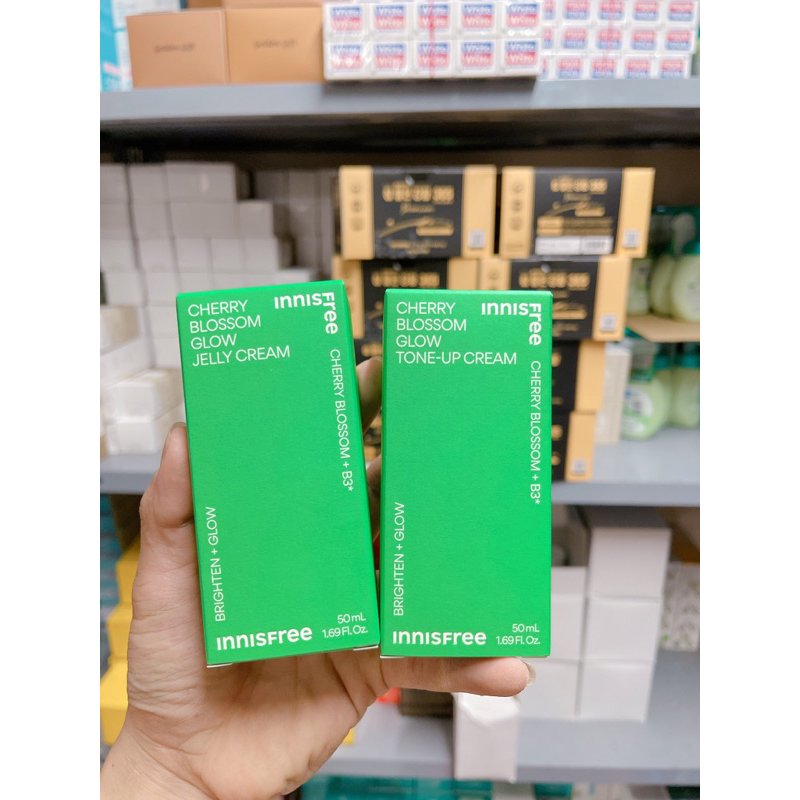 CHERRY
BLOSSOM
GLOW
JELLY CREAM
INNISFree
CHERRY BLOSSOM + B3*
BRIGHTEN + GLOW
INNISFree
50 mL
1.69 Fl. Oz.
CHERRY
BLOSSOM
GLOW
TONE-UP CREAM
INNISFree
CHERRY BLOSSOM + B3*
BRIGHTEN + GLOW
INNISFree
50 mL
1.69 Fl. Oz.